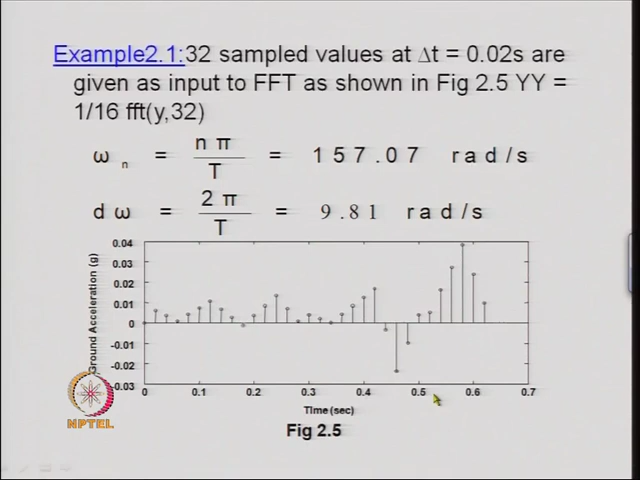 Example2.1:32 sampled values at Δt = 0.02s are
given as input to FFT as shown in Fig 2.5 YY =
1/16 fft(y,32)
ωn = nπ/T = 157.07 rad/s
dω = 2π/T = 9.81 rad/s
Ground Acceleration (g)
0.04
0.03
0.02
0.01
0
-0.01
-0.02
-0.03
0 0.1 0.2 0.3 0.4 0.5 0.6 0.7
Time (sec)
NPTEL
Fig 2.5